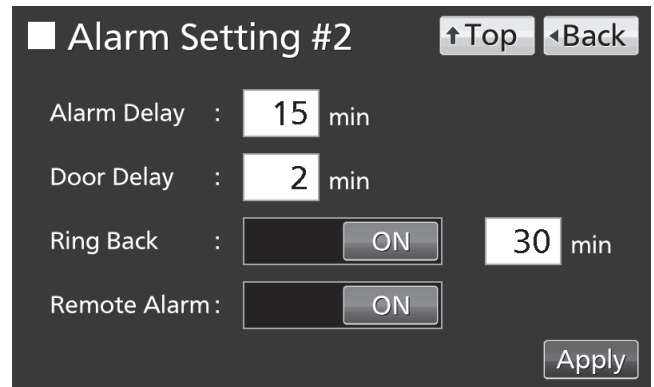 Alarm Setting #2 ↑Top ◂Back
Alarm Delay : 15 min
Door Delay : 2 min
Ring Back : ON 30 min
Remote Alarm : ON
Apply